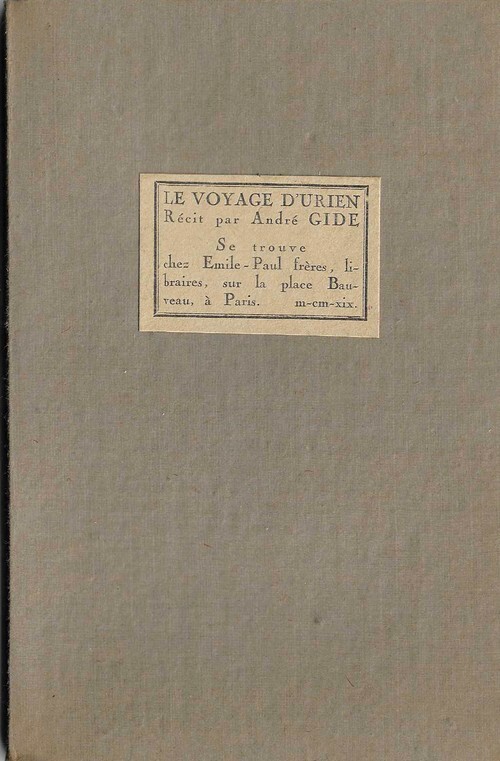 LE VOYAGE D'URIEN
Récit par André GIDE
Se trouve
chez Emile-Paul frères, li-
braires, sur la place Bau-
veau, à Paris. m-cm-xix.